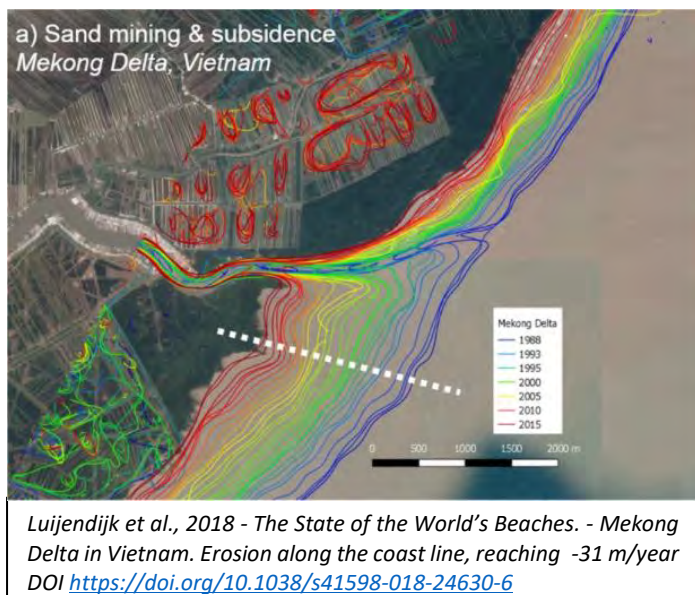 a) Sand mining & subsidence
Mekong Delta, Vietnam
Mekong Delta
1988
1993
1995
2000
2005
2010
2015
0 500 1000 1500 2000 m
Luijendijk et al., 2018 - The State of the World's Beaches. - Mekong
Delta in Vietnam. Erosion along the coast line, reaching -31 m/year
DOI https://doi.org/10.1038/s41598-018-24630-6